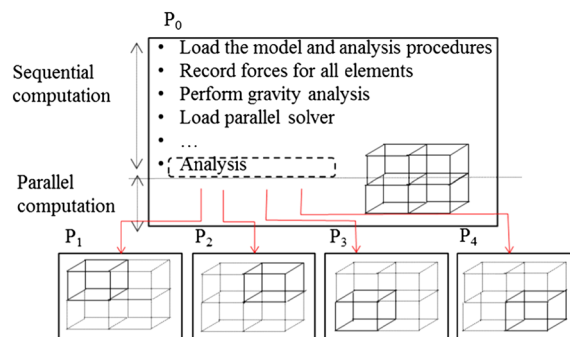 P0
• Load the model and analysis procedures
• Record forces for all elements
• Perform gravity analysis
• Load parallel solver
• ...
• Analysis
Sequential
computation
Parallel
computation
P1
P2
P3
P4